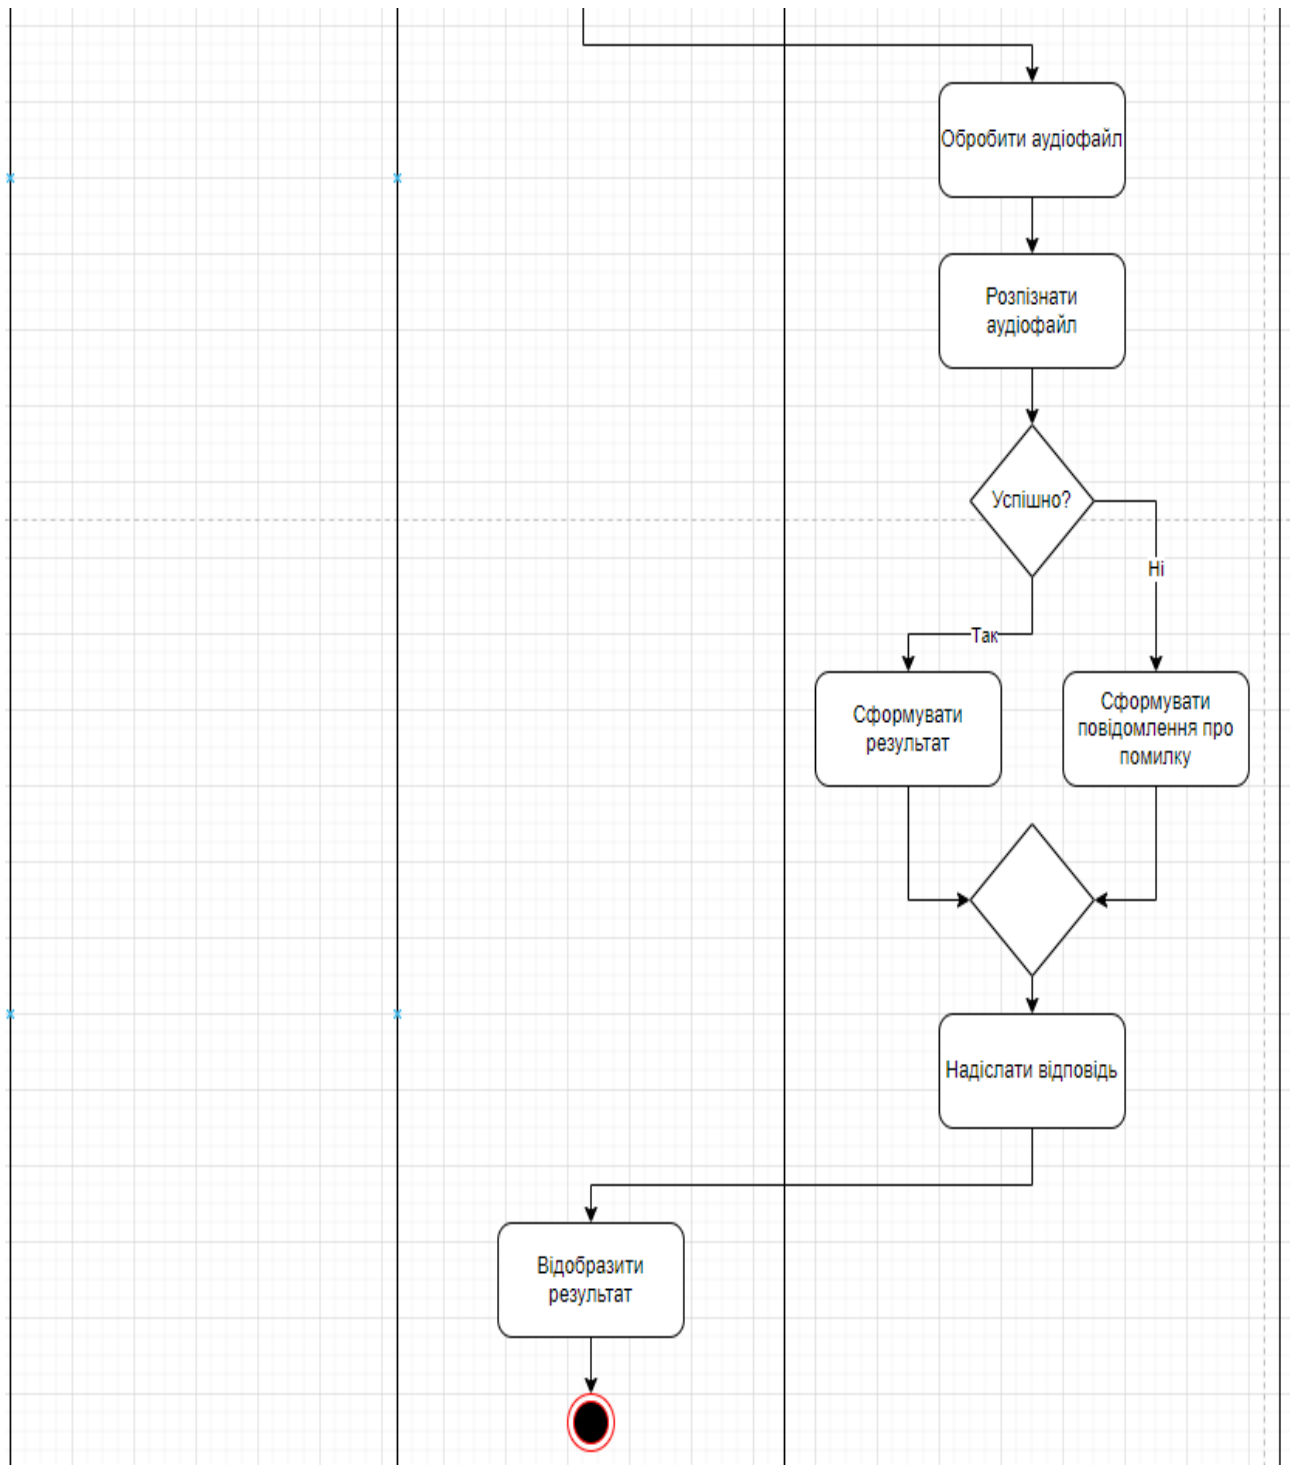 Обробити аудіофайл
Розпізнати
аудіофайл
Успішно?
Ні
Так
Сформувати
результат
Сформувати
повідомлення про
помилку
Надіслати відповідь
Відобразити
результат